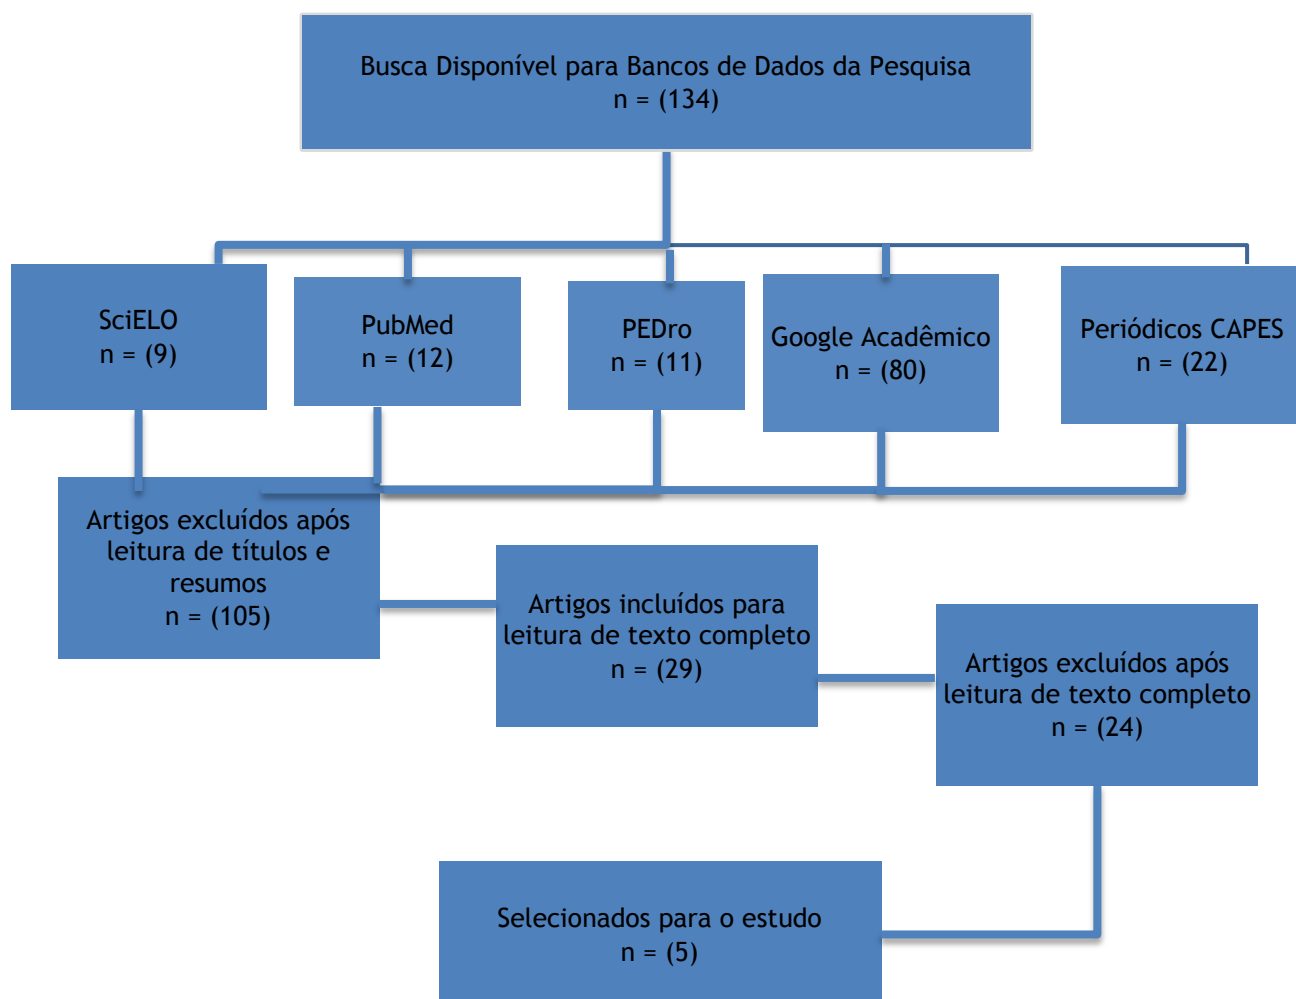 Busca Disponível para Bancos de Dados da Pesquisa
n = (134)
SciELO
n = (9)
PubMed
n = (12)
PEDro
n = (11)
Google Acadêmico
n = (80)
Periódicos CAPES
n = (22)
Artigos excluídos após
leitura de títulos e
resumos
n = (105)
Artigos incluídos para
leitura de texto completo
n = (29)
Artigos excluídos após
leitura de texto completo
n = (24)
Selecionados para o estudo
n = (5)